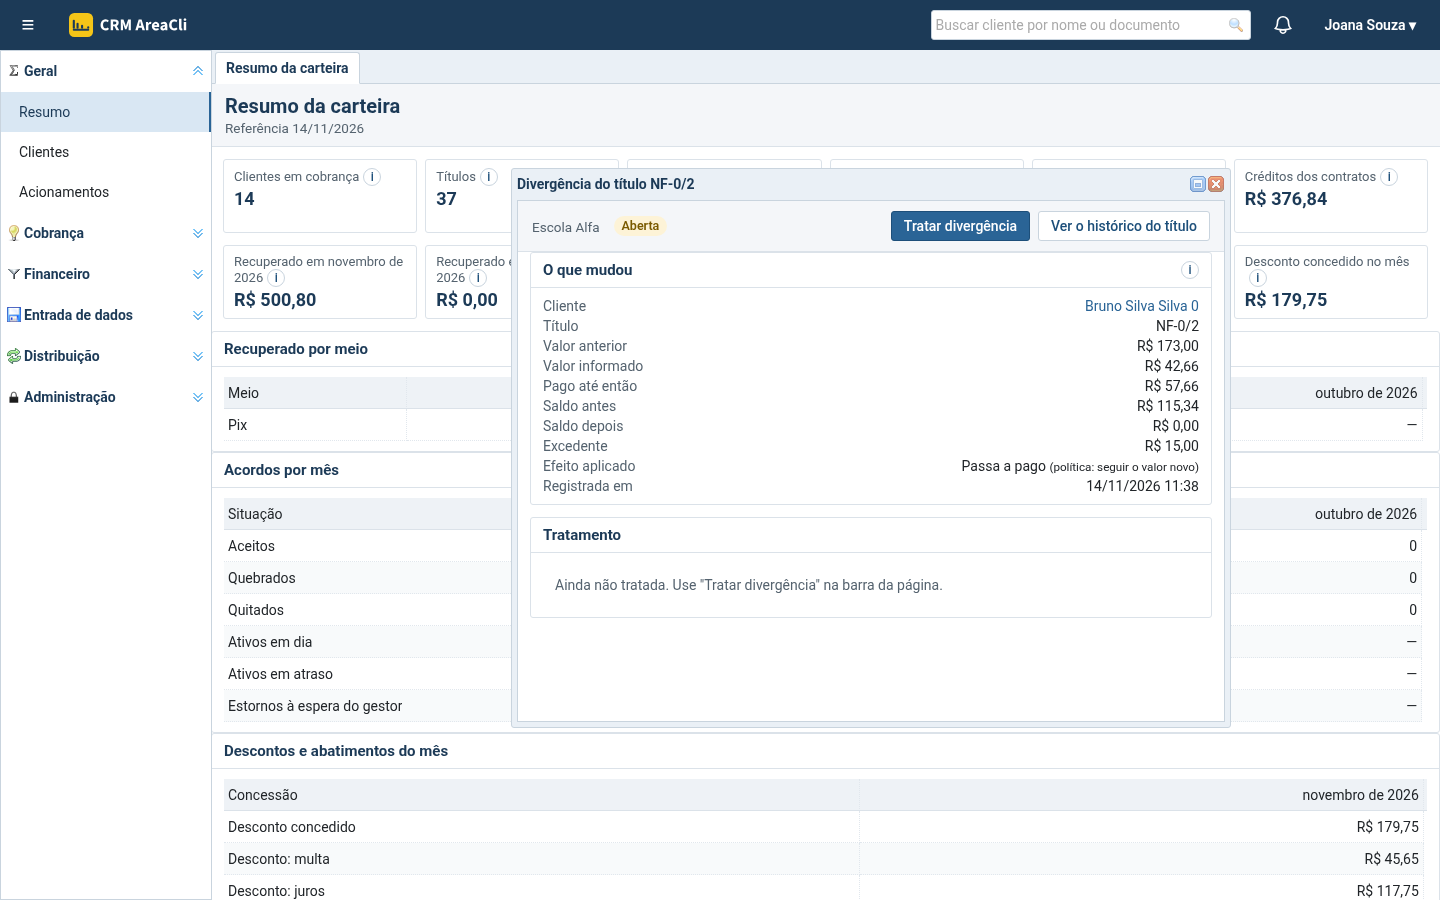 CRM AreaCli
Buscar cliente por nome ou documento
Joana Souza ▾
Geral
Resumo
Clientes
Acionamentos
Cobrança
Financeiro
Entrada de dados
Distribuição
Administração
Resumo da carteira
Resumo da carteira
Referência 14/11/2026
Clientes em cobrança i
14
Títulos i
37
Créditos dos contratos i
R$ 376,84
Recuperado em novembro de
2026 i
R$ 500,80
Recuperado e
2026 i
R$ 0,00
Desconto concedido no mês
i
R$ 179,75
Divergência do título NF-0/2
Escola Alfa
Aberta
Tratar divergência
Ver o histórico do título
O que mudou
i
Cliente
Bruno Silva Silva 0
Título
NF-0/2
Valor anterior
R$ 173,00
Valor informado
R$ 42,66
Pago até então
R$ 57,66
Saldo antes
R$ 115,34
Saldo depois
R$ 0,00
Excedente
R$ 15,00
Efeito aplicado
Passa a pago (política: seguir o valor novo)
Registrada em
14/11/2026 11:38
Tratamento
Ainda não tratada. Use "Tratar divergência" na barra da página.
Recuperado por meio
Meio
outubro de 2026
Pix
—
Acordos por mês
Situação
outubro de 2026
Aceitos
0
Quebrados
0
Quitados
0
Ativos em dia
—
Ativos em atraso
—
Estornos à espera do gestor
—
Descontos e abatimentos do mês
Concessão
novembro de 2026
Desconto concedido
R$ 179,75
Desconto: multa
R$ 45,65
Desconto: juros
R$ 117,75